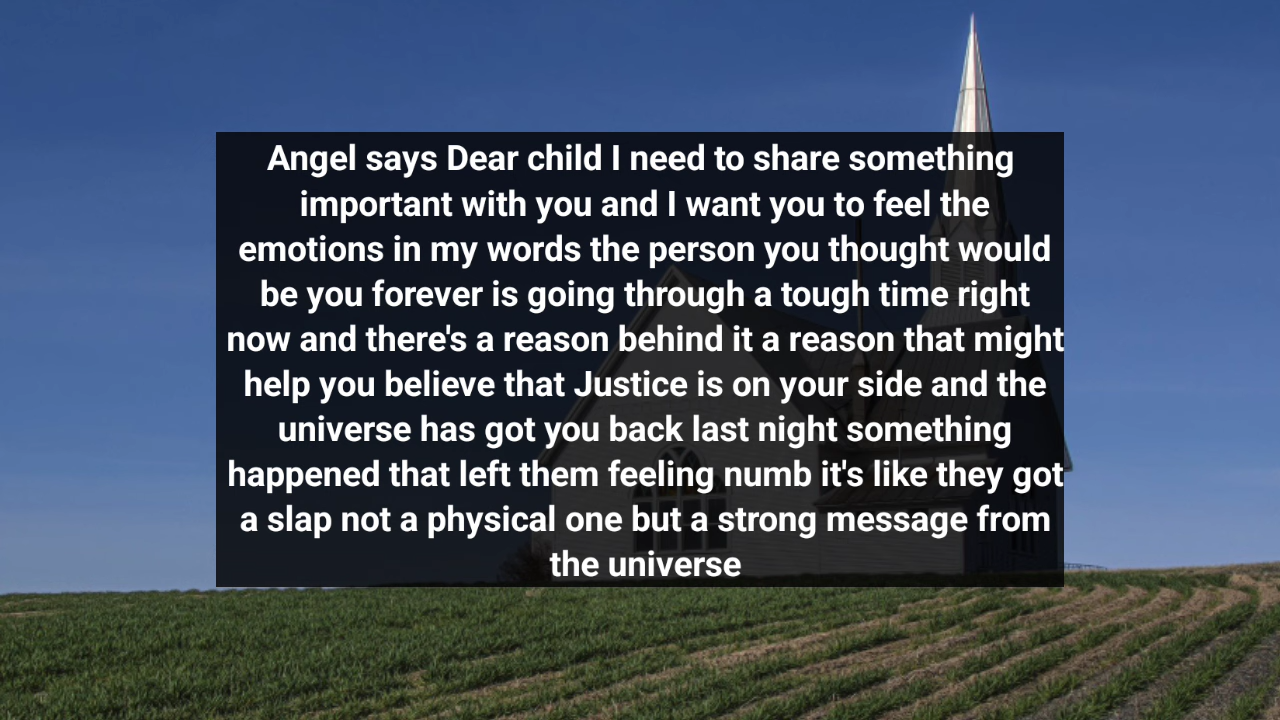 Angel says Dear child I need to share something
important with you and I want you to feel the
emotions in my words the person you thought would
be you forever is going through a tough time right
now and there's a reason behind it a reason that might
help you believe that Justice is on your side and the
universe has got you back last night something
happened that left them feeling numb it's like they got
a slap not a physical one but a strong message from
the universe